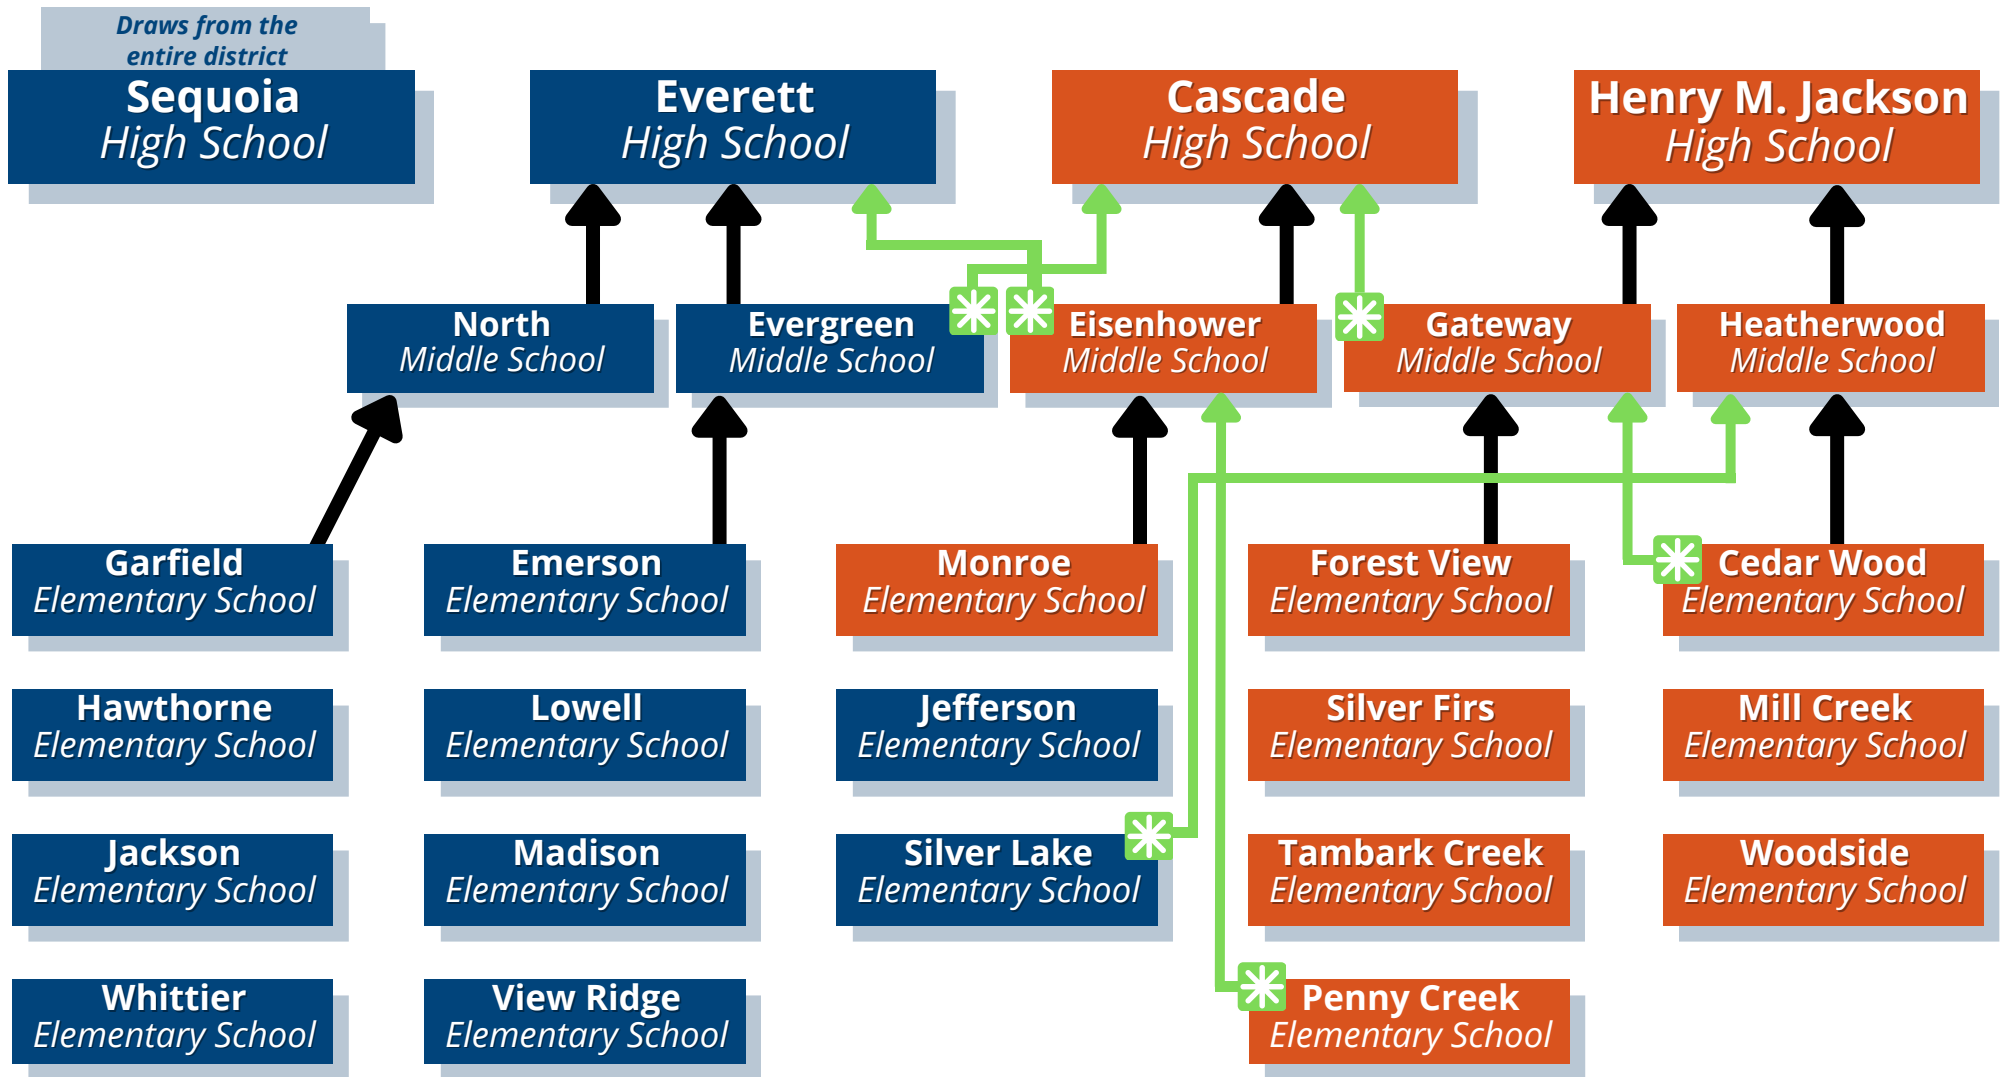 Draws from the
entire district
Sequoia
High School
Everett
High School
Cascade
High School
Henry M. Jackson
High School
North
Middle School
Evergreen
Middle School
Eisenhower
Middle School
Gateway
Middle School
Heatherwood
Middle School
Garfield
Elementary School
Emerson
Elementary School
Monroe
Elementary School
Forest View
Elementary School
Cedar Wood
Elementary School
Hawthorne
Elementary School
Lowell
Elementary School
Jefferson
Elementary School
Silver Firs
Elementary School
Mill Creek
Elementary School
Jackson
Elementary School
Madison
Elementary School
Silver Lake
Elementary School
Tambark Creek
Elementary School
Woodside
Elementary School
Whittier
Elementary School
View Ridge
Elementary School
Penny Creek
Elementary School